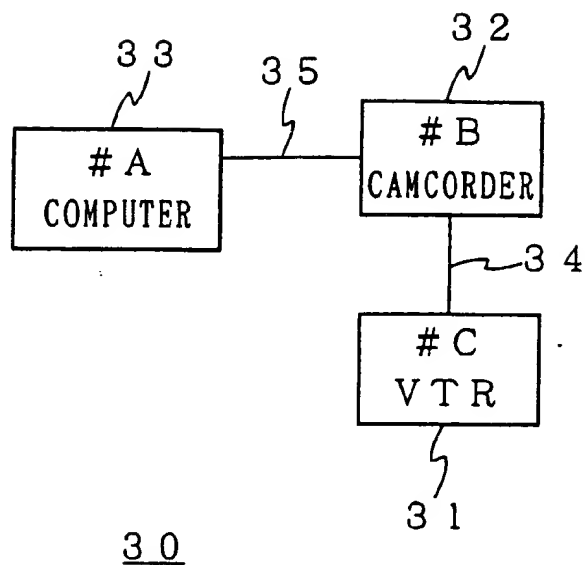 33
35
32
# A
COMPUTER
# B
CAMCORDER
34
# C
VTR
31
30